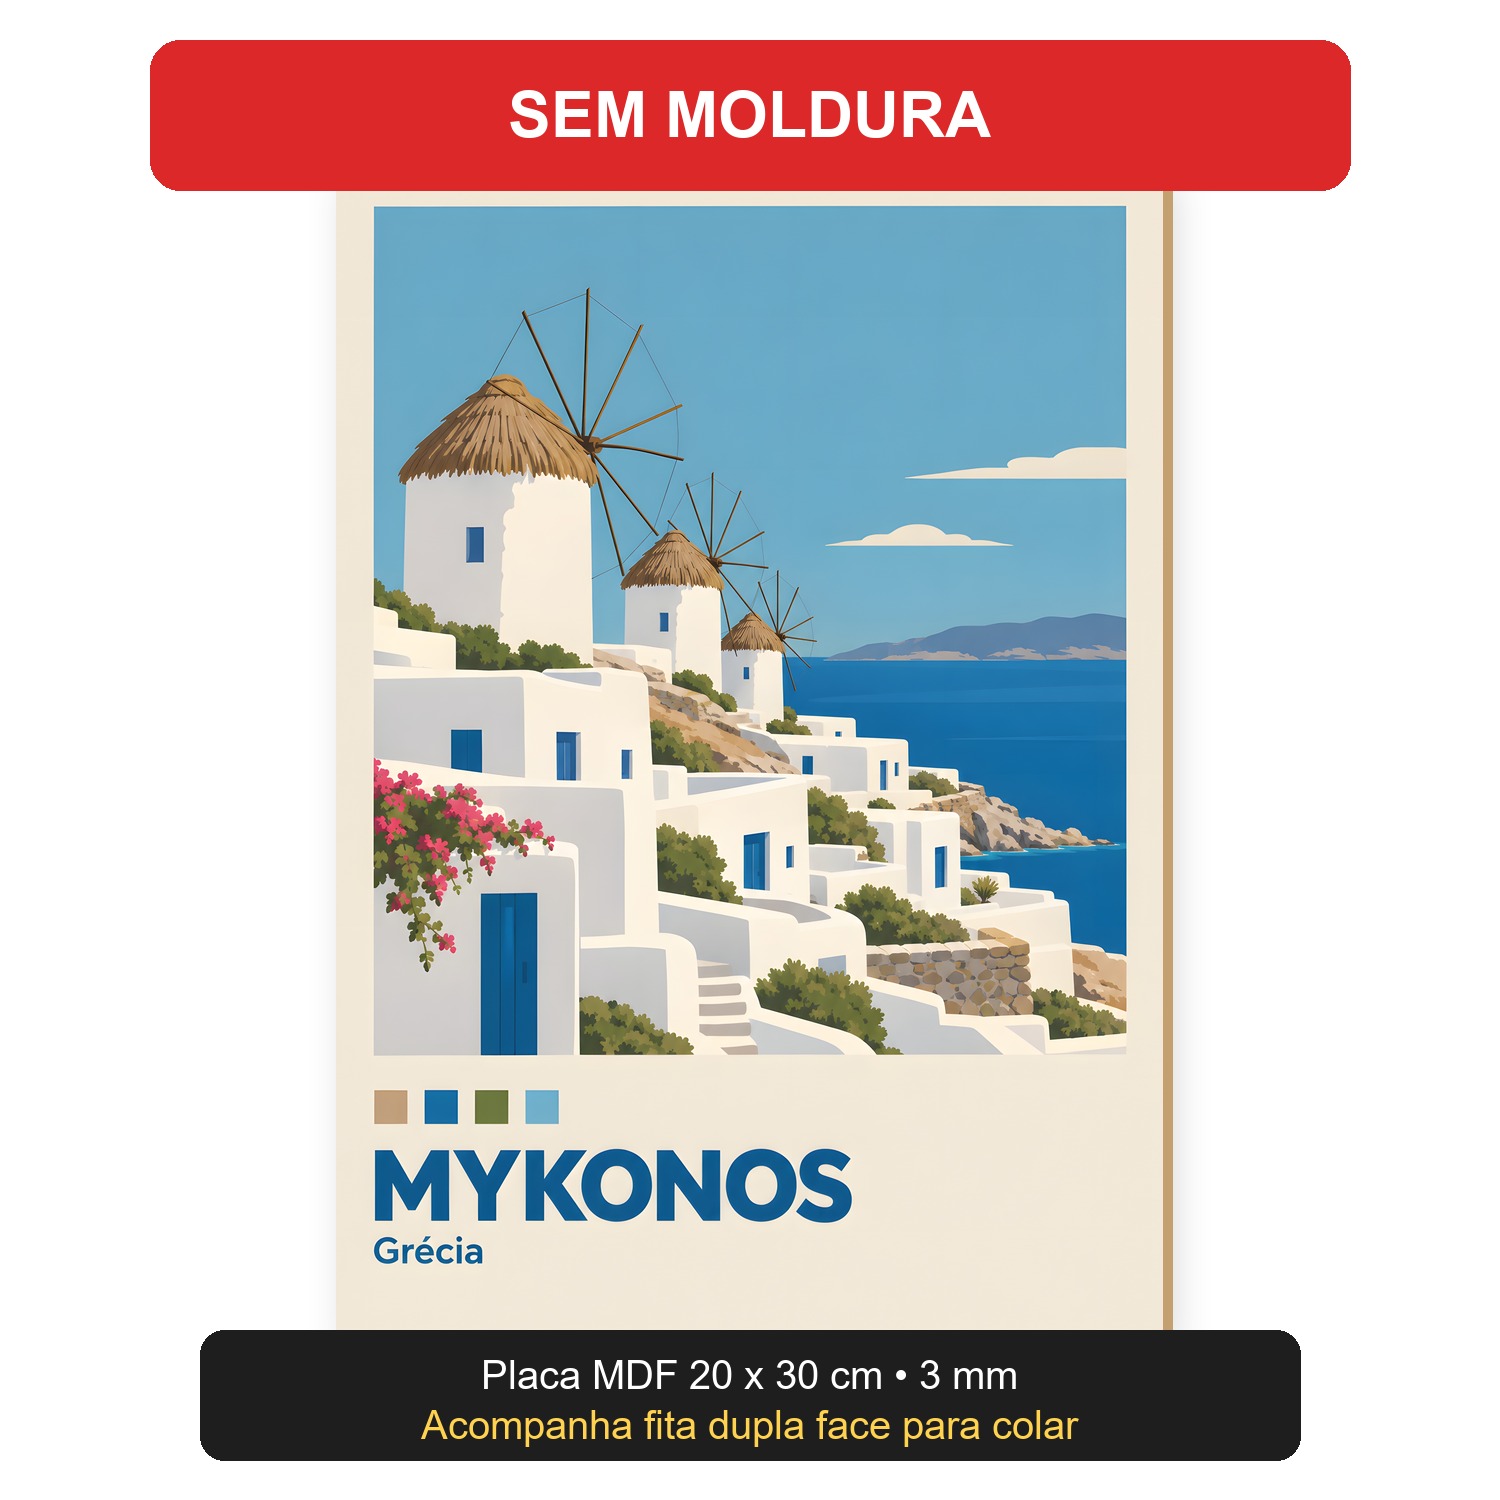 SEM MOLDURA
MYKONOS
Grécia
Placa MDF 20 x 30 cm • 3 mm
Acompanha fita dupla face para colar